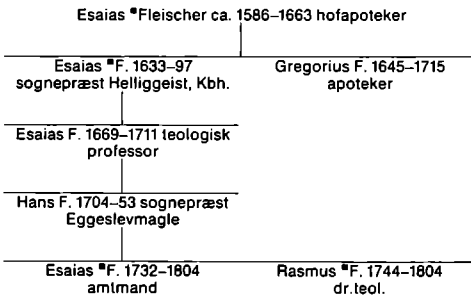 Esaias *Fleischer ca. 1586–1663 hofapoteker
Esaias *F. 1633–97
sognepræst Helliggeist, Kbh.
Gregorius F. 1645–1715
apoteker
Esaias F. 1669–1711 teologisk
professor
Hans F. 1704–53 sognepræst
Eggeslevmagle
Esaias *F. 1732–1804
amtmand
Rasmus *F. 1744–1804
dr.teol.